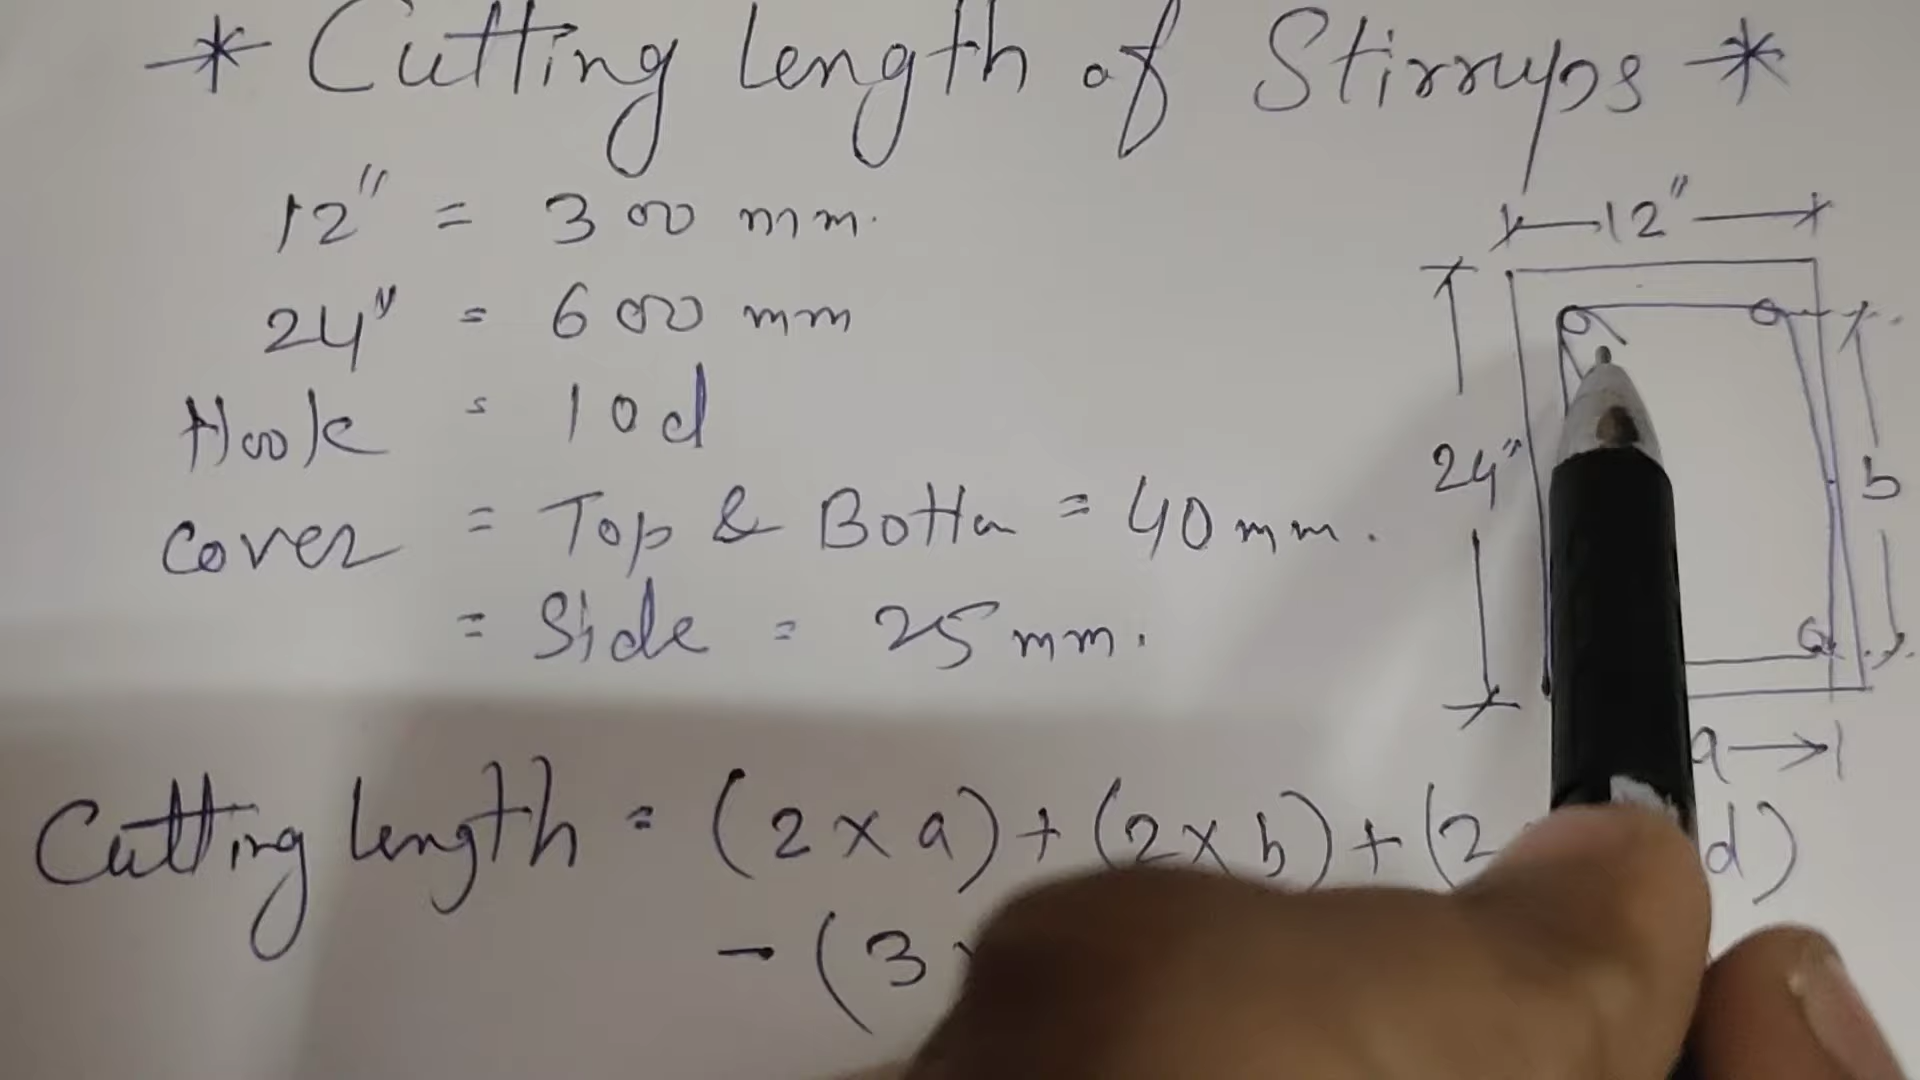 * Cutting length of Stirrups *
12" = 300 mm.
24" = 600 mm
Hook = 10d
Cover = Top & Bottm = 40 mm.
= Side = 25 mm.
12"
24"
b
a
Cutting length = (2 x a) + (2 x b) + (2 d)
- (3